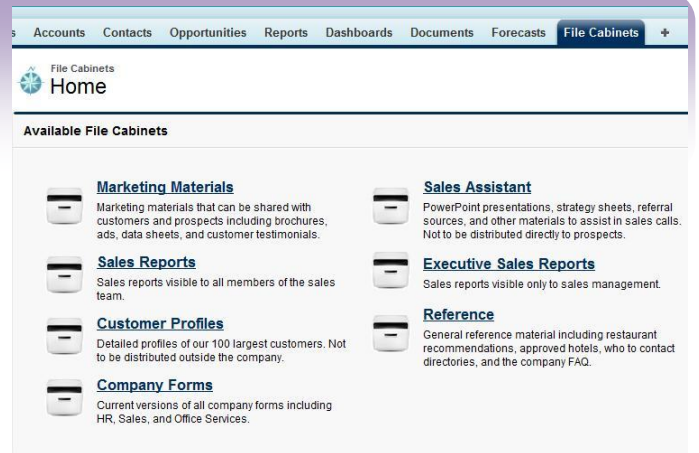 s Accounts Contacts Opportunities Reports Dashboards Documents Forecasts File Cabinets +
File Cabinets
Home
Available File Cabinets
Marketing Materials
Marketing materials that can be shared with
customers and prospects including brochures,
ads, data sheets, and customer testimonials.
Sales Reports
Sales reports visible to all members of the sales
team.
Customer Profiles
Detailed profiles of our 100 largest customers. Not
to be distributed outside the company.
Company Forms
Current versions of all company forms including
HR, Sales, and Office Services.
Sales Assistant
PowerPoint presentations, strategy sheets, referral
sources, and other materials to assist in sales calls.
Not to be distributed directly to prospects.
Executive Sales Reports
Sales reports visible only to sales management.
Reference
General reference material including restaurant
recommendations, approved hotels, who to contact
directories, and the company FAQ.